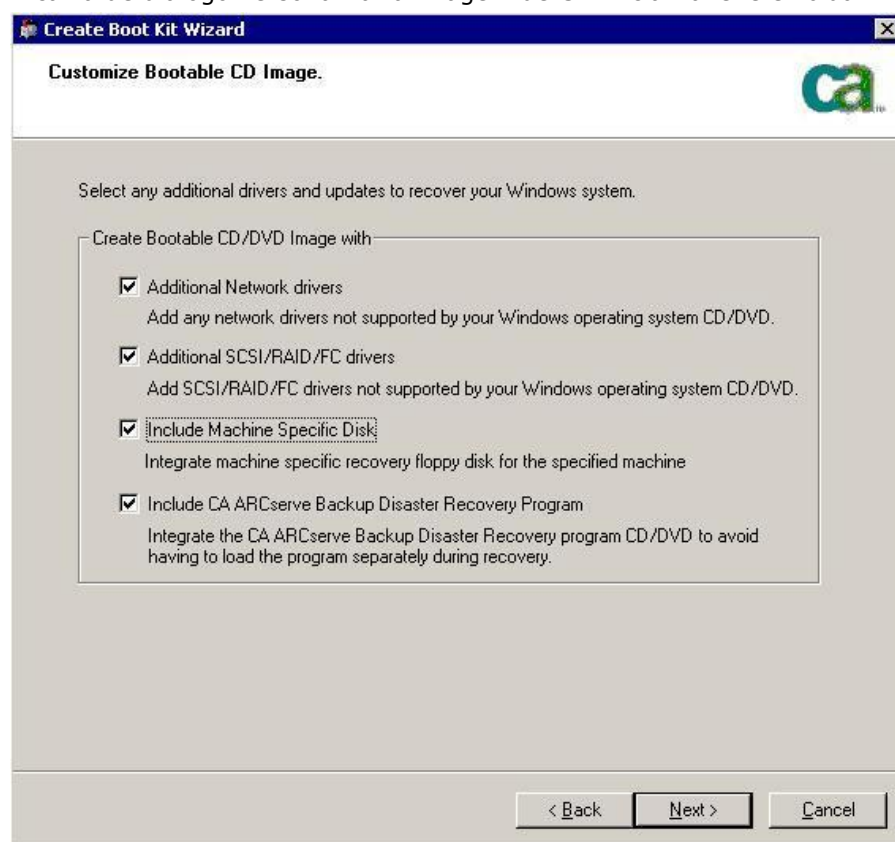 Create Boot Kit Wizard
Customize Bootable CD Image.
ca
Select any additional drivers and updates to recover your Windows system.
Create Bootable CD/DVD Image with
Additional Network drivers
Add any network drivers not supported by your Windows operating system CD/DVD.
Additional SCSI/RAID/FC drivers
Add SCSI/RAID/FC drivers not supported by your Windows operating system CD/DVD.
Include Machine Specific Disk
Integrate machine specific recovery floppy disk for the specified machine
Include CA ARCserve Backup Disaster Recovery Program
Integrate the CA ARCserve Backup Disaster Recovery program CD/DVD to avoid
having to load the program separately during recovery.
< Back
Next >
Cancel